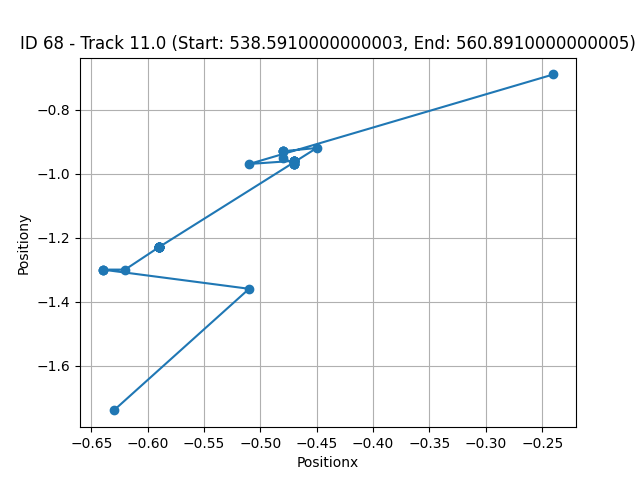 ID 68 - Track 11.0 (Start: 538.5910000000003, End: 560.8910000000005)
Positiony
−0.8
−1.0
−1.2
−1.4
−1.6
−0.65 −0.60 −0.55 −0.50 −0.45 −0.40 −0.35 −0.30 −0.25
Positionx